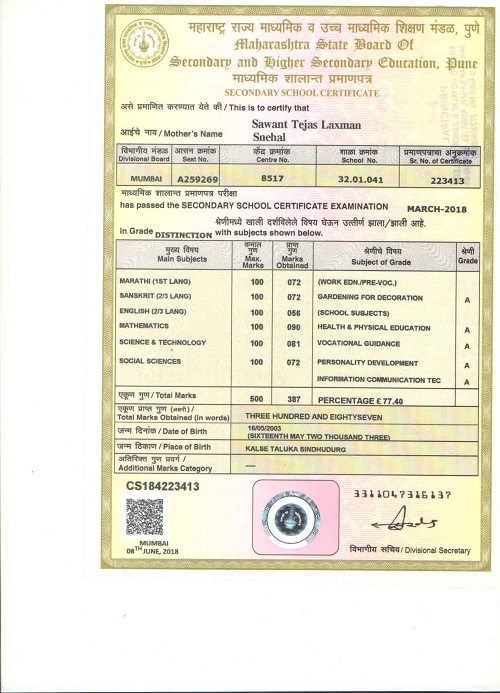 महाराष्ट्र राज्य माध्यमिक व उच्च माध्यमिक शिक्षण मंडळ, पुणे
Maharashtra State Board Of
Secondary and Higher Secondary Education, Pune
माध्यमिक शालान्त प्रमाणपत्र
SECONDARY SCHOOL CERTIFICATE
असे प्रमाणित करण्यात येते की / This is to certify that
Sawant Tejas Laxman
आईचे नाव / Mother's Name Snehal
विभागीय मंडळ आसन क्रमांक केंद्र क्रमांक शाळा क्रमांक प्रमाणपत्राचा अनुक्रमांक
Divisional Board Seat No. Centre No. School No. Sr. No. of Certificate
MUMBAI A259269 8517 32.01.041 223413
माध्यमिक शालान्त प्रमाणपत्र परीक्षा
has passed the SECONDARY SCHOOL CERTIFICATE EXAMINATION MARCH-2018
श्रेणीमध्ये खाली दर्शविलेले विषय घेऊन उत्तीर्ण झाला/झाली आहे.
in Grade DISTINCTION with subjects shown below.
मुख्य विषय कमाल गुण प्राप्त गुण श्रेणीचे विषय श्रेणी
Main Subjects Max. Marks Marks Obtained Subject of Grade Grade
MARATHI (1ST LANG) 100 072 (WORK EDN./PRE-VOC.)
SANSKRIT (2/3 LANG) 100 072 GARDENING FOR DECORATION A
ENGLISH (2/3 LANG) 100 056 (SCHOOL SUBJECTS)
MATHEMATICS 100 090 HEALTH & PHYSICAL EDUCATION A
SCIENCE & TECHNOLOGY 100 081 VOCATIONAL GUIDANCE A
SOCIAL SCIENCES 100 072 PERSONALITY DEVELOPMENT A
INFORMATION COMMUNICATION TEC A
एकूण गुण / Total Marks 500 387 PERCENTAGE £ 77.40
एकूण प्राप्त गुण (अक्षरी) /
Total Marks Obtained (in words) THREE HUNDRED AND EIGHTYSEVEN
जन्म दिनांक / Date of Birth 16/05/2003
(SIXTEENTH MAY TWO THOUSAND THREE)
जन्म ठिकाण / Place of Birth KALSE TALUKA SINDHUDURG
अतिरिक्त गुण प्रवर्ग /
Additional Marks Category —
CS184223413
3311047316137
MUMBAI
08TH JUNE, 2018
विभागीय सचिव / Divisional Secretary